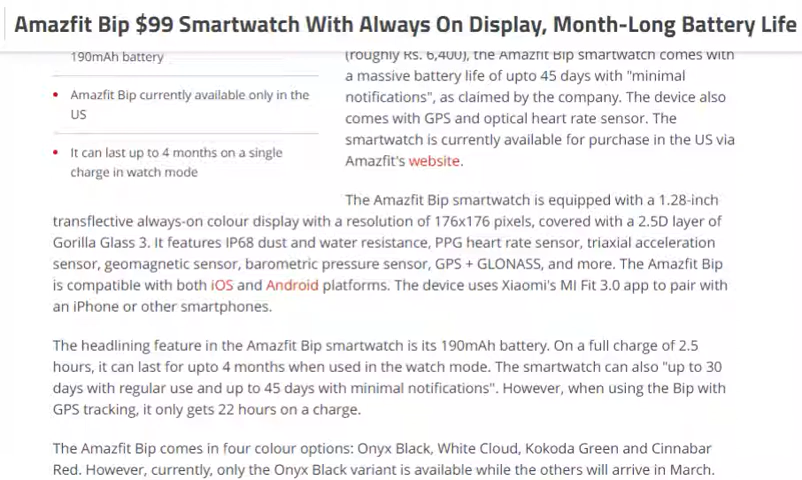 Amazfit Bip $99 Smartwatch With Always On Display, Month-Long Battery Life
190mAh battery
Amazfit Bip currently available only in the
US
It can last up to 4 months on a single
charge in watch mode
(roughly Rs. 6,400), the Amazfit Bip smartwatch comes with
a massive battery life of upto 45 days with "minimal
notifications", as claimed by the company. The device also
comes with GPS and optical heart rate sensor. The
smartwatch is currently available for purchase in the US via
Amazfit's website.
The Amazfit Bip smartwatch is equipped with a 1.28-inch
transflective always-on colour display with a resolution of 176x176 pixels, covered with a 2.5D layer of
Gorilla Glass 3. It features IP68 dust and water resistance, PPG heart rate sensor, triaxial acceleration
sensor, geomagnetic sensor, barometric pressure sensor, GPS + GLONASS, and more. The Amazfit Bip
is compatible with both iOS and Android platforms. The device uses Xiaomi's MI Fit 3.0 app to pair with
an iPhone or other smartphones.
The headlining feature in the Amazfit Bip smartwatch is its 190mAh battery. On a full charge of 2.5
hours, it can last for upto 4 months when used in the watch mode. The smartwatch can also "up to 30
days with regular use and up to 45 days with minimal notifications". However, when using the Bip with
GPS tracking, it only gets 22 hours on a charge.
The Amazfit Bip comes in four colour options: Onyx Black, White Cloud, Kokoda Green and Cinnabar
Red. However, currently, only the Onyx Black variant is available while the others will arrive in March.